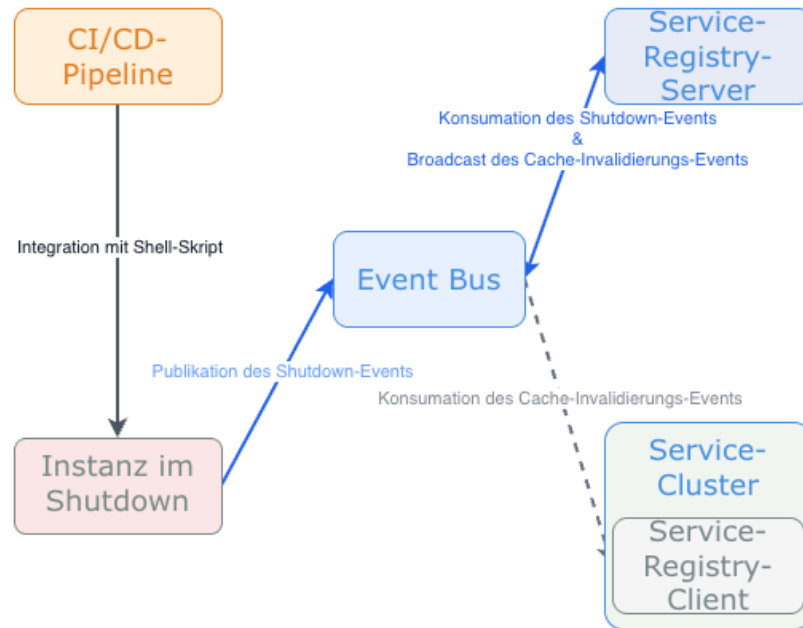 CI/CD-
Pipeline
Service-
Registry-
Server
Konsumation des Shutdown-Events
&
Broadcast des Cache-Invalidierungs-Events
Integration mit Shell-Skript
Event Bus
Publikation des Shutdown-Events
Konsumation des Cache-Invalidierungs-Events
Instanz im
Shutdown
Service-
Cluster
Service-
Registry-
Client